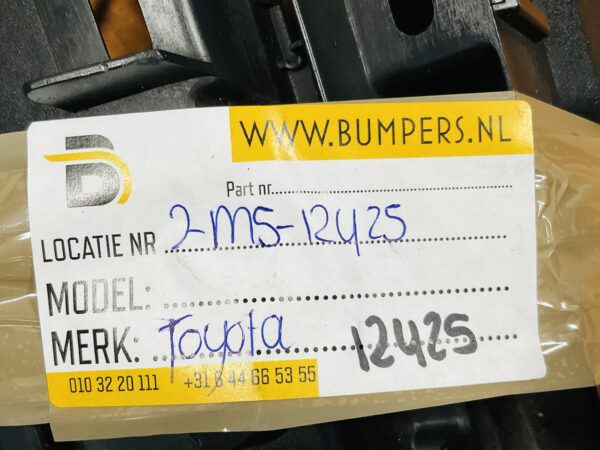 WWW.BUMPERS.NL
B
Part nr.
LOCATIE NR 2-M5-12425
MODEL:
MERK: Toyota 12425
010 32 20 111 +31 6 44 66 53 55